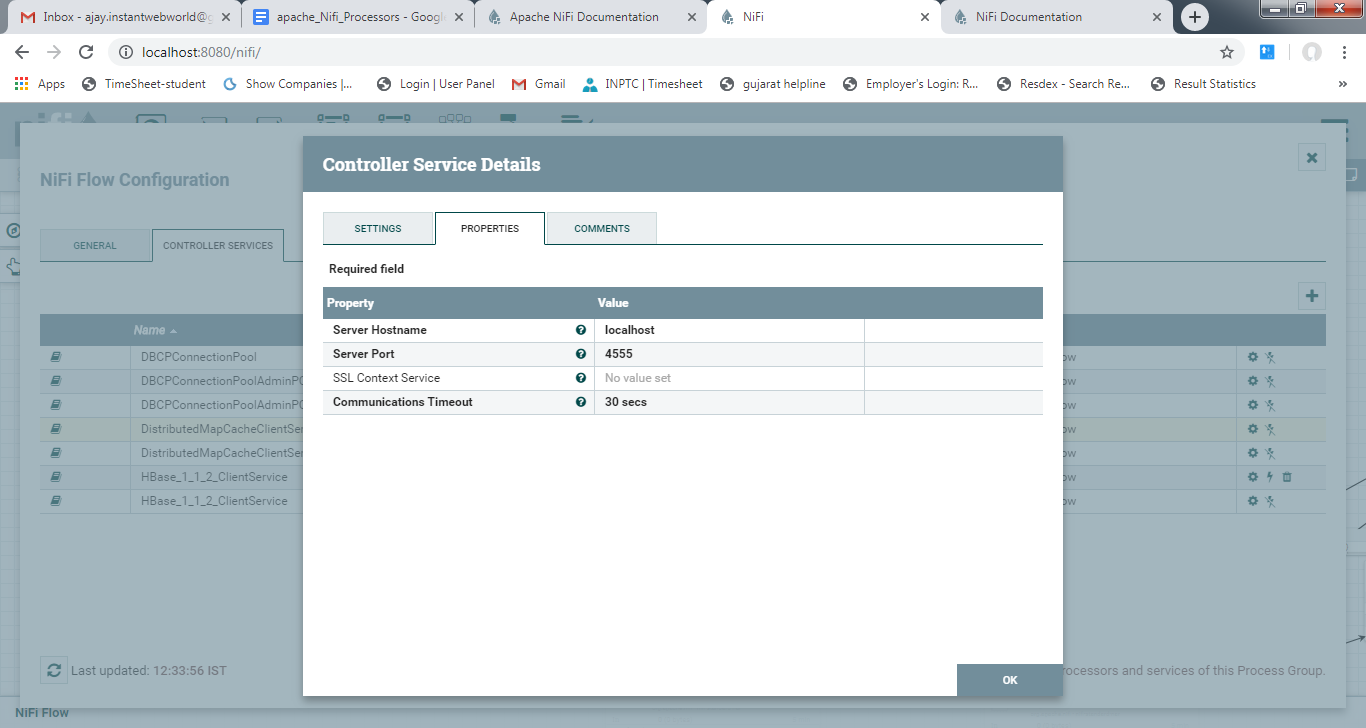 Inbox - ajay.instantwebworld@g
apache_Nifi_Processors - Googl
Apache NiFi Documentation
NiFi
NiFi Documentation
localhost:8080/nifi/
Apps
TimeSheet-student
Show Companies |...
Login | User Panel
Gmail
INPTC | Timesheet
gujarat helpline
Employer's Login: R...
Resdex - Search Re...
Result Statistics
»
NiFi Flow Configuration
GENERAL
CONTROLLER SERVICES
Name
DBCPConnectionPool
DBCPConnectionPoolAdminPO
DBCPConnectionPoolAdminPO
DistributedMapCacheClientSer
DistributedMapCacheClientSer
HBase_1_1_2_ClientService
HBase_1_1_2_ClientService
Controller Service Details
SETTINGS
PROPERTIES
COMMENTS
Required field
Property Value
Server Hostname localhost
Server Port 4555
SSL Context Service No value set
Communications Timeout 30 secs
OK
Last updated: 12:33:56 IST
rocessors and services of this Process Group.
NiFi Flow